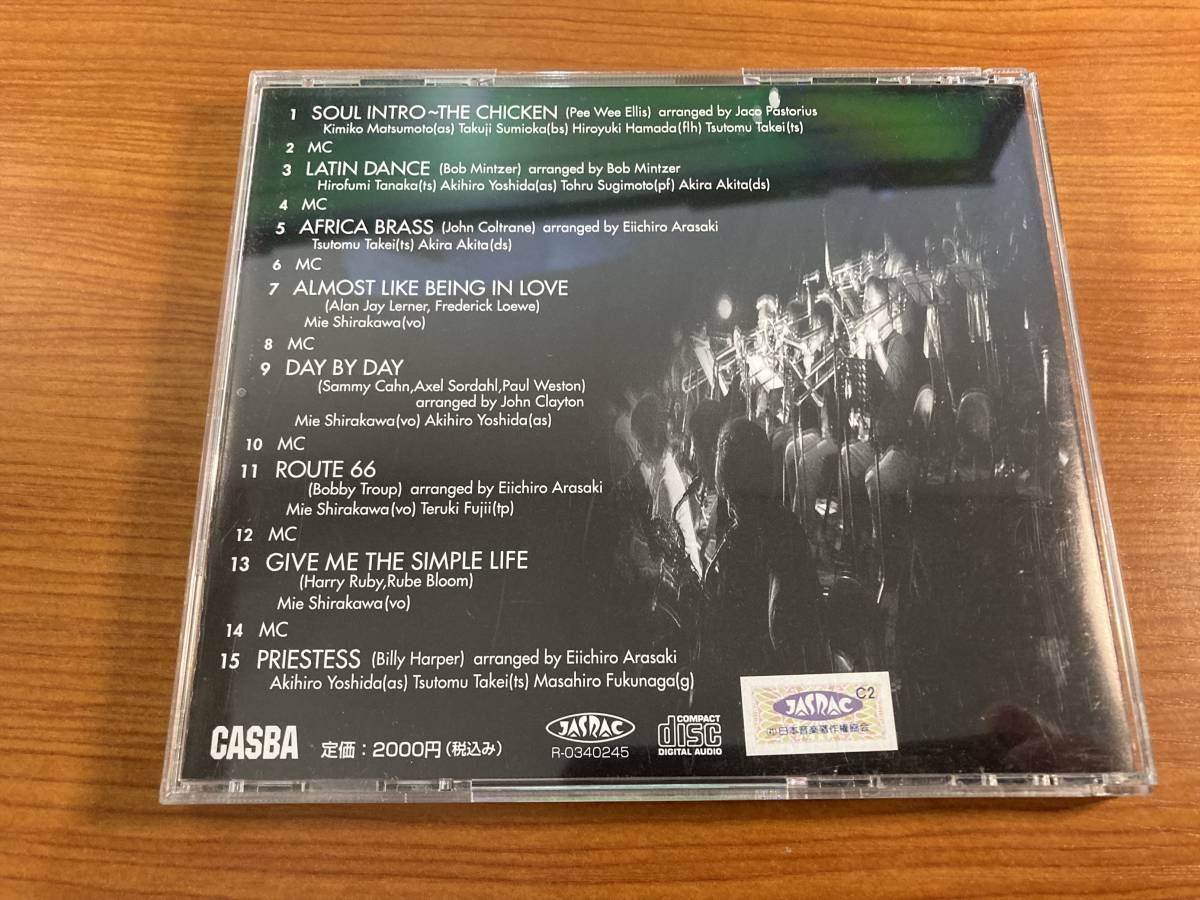 1 SOUL INTRO~THE CHICKEN (Pee Wee Ellis) arranged by Jaco Pastorius
Kimiko Matsumoto(as) Takuji Sumioka(bs) Hiroyuki Hamada(flh) Tsutomu Takei(ts)
2 MC
3 LATIN DANCE (Bob Mintzer) arranged by Bob Mintzer
Hirofumi Tanaka(ts) Akihiro Yoshida(as) Tohru Sugimoto(pf) Akira Akita(ds)
4 MC
5 AFRICA BRASS (John Coltrane) arranged by Eiichiro Arasaki
Tsutomu Takei(ts) Akira Akita(ds)
6 MC
7 ALMOST LIKE BEING IN LOVE
(Alan Jay Lerner, Frederick Loewe)
Mie Shirakawa(vo)
8 MC
9 DAY BY DAY
(Sammy Cahn,Axel Sordahl,Paul Weston)
arranged by John Clayton
Mie Shirakawa(vo) Akihiro Yoshida(as)
10 MC
11 ROUTE 66
(Bobby Troup) arranged by Eiichiro Arasaki
Mie Shirakawa(vo) Teruki Fujii(tp)
12 MC
13 GIVE ME THE SIMPLE LIFE
(Harry Ruby,Rube Bloom)
Mie Shirakawa(vo)
14 MC
15 PRIESTESS (Billy Harper) arranged by Eiichiro Arasaki
Akihiro Yoshida(as) Tsutomu Takei(ts) Masahiro Fukunaga(g)
CASBA 定価:2000円(税込み)
JASRAC
R-0340245
COMPACT
disc
DIGITAL AUDIO
C2
JASRAC
日本音楽著作権協会